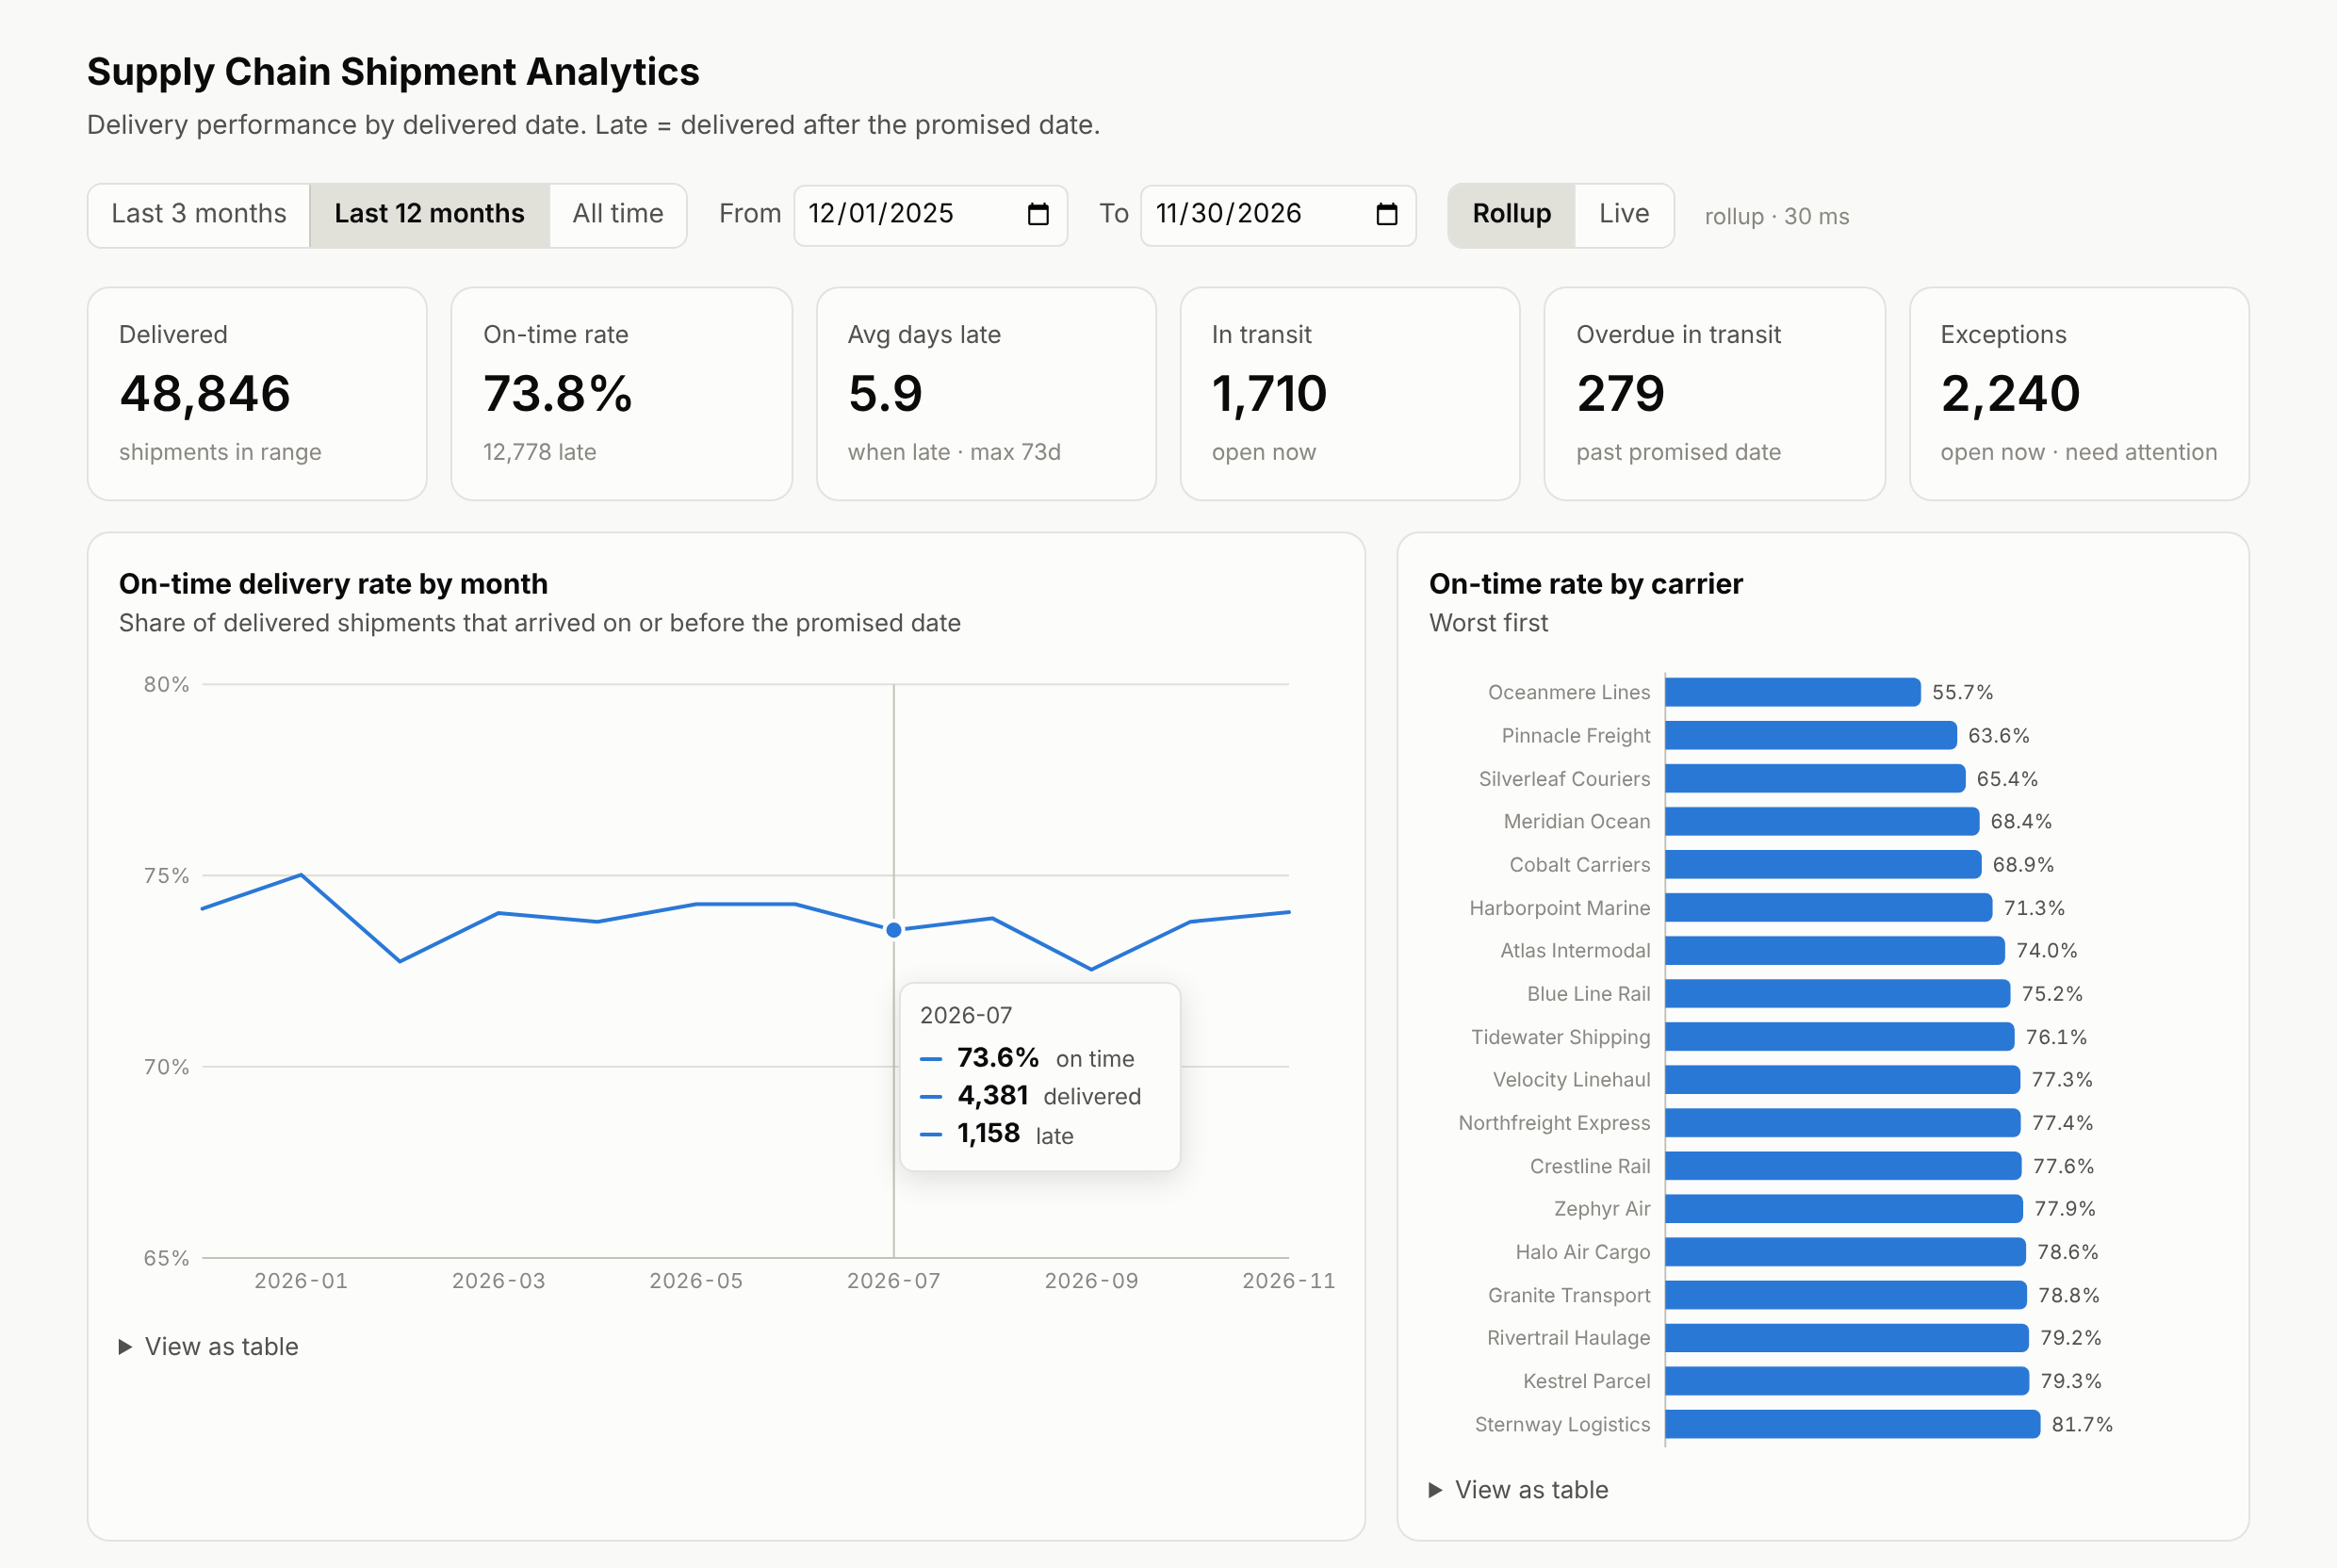 Supply Chain Shipment Analytics
Delivery performance by delivered date. Late = delivered after the promised date.
Last 3 months Last 12 months All time From 12/01/2025 To 11/30/2026 Rollup Live rollup · 30 ms
Delivered
48,846
shipments in range
On-time rate
73.8%
12,778 late
Avg days late
5.9
when late · max 73d
In transit
1,710
open now
Overdue in transit
279
past promised date
Exceptions
2,240
open now · need attention
On-time delivery rate by month
Share of delivered shipments that arrived on or before the promised date
80%
75%
70%
65%
2026-07
73.6% on time
4,381 delivered
1,158 late
2026-01 2026-03 2026-05 2026-07 2026-09 2026-11
View as table
On-time rate by carrier
Worst first
Oceanmere Lines 55.7%
Pinnacle Freight 63.6%
Silverleaf Couriers 65.4%
Meridian Ocean 68.4%
Cobalt Carriers 68.9%
Harborpoint Marine 71.3%
Atlas Intermodal 74.0%
Blue Line Rail 75.2%
Tidewater Shipping 76.1%
Velocity Linehaul 77.3%
Northfreight Express 77.4%
Crestline Rail 77.6%
Zephyr Air 77.9%
Halo Air Cargo 78.6%
Granite Transport 78.8%
Rivertrail Haulage 79.2%
Kestrel Parcel 79.3%
Sternway Logistics 81.7%
View as table